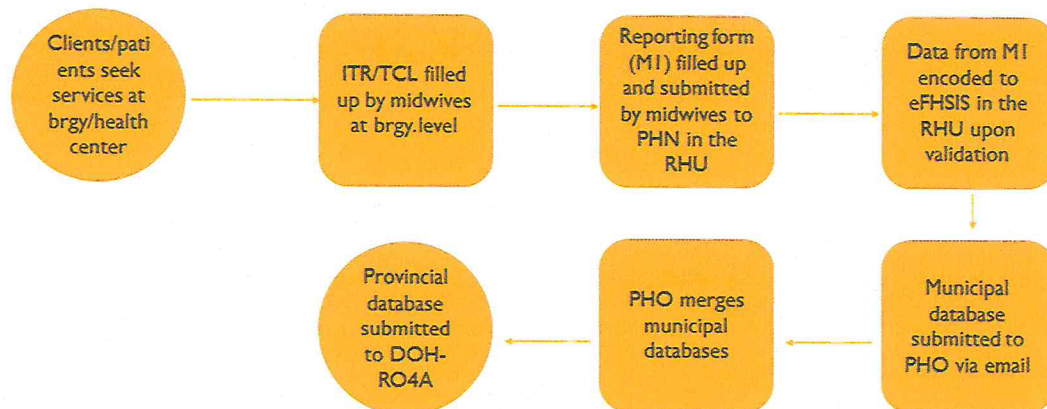 Clients/pati
ents seek
services at
brgy/health
center
ITR/TCL filled
up by midwives
at brgy.level
Reporting form
(M1) filled up
and submitted
by midwives to
PHN in the
RHU
Data from M1
encoded to
eFHSIS in the
RHU upon
validation
Municipal
database
submitted to
PHO via email
PHO merges
municipal
databases
Provincial
database
submitted
to DOH-
RO4A